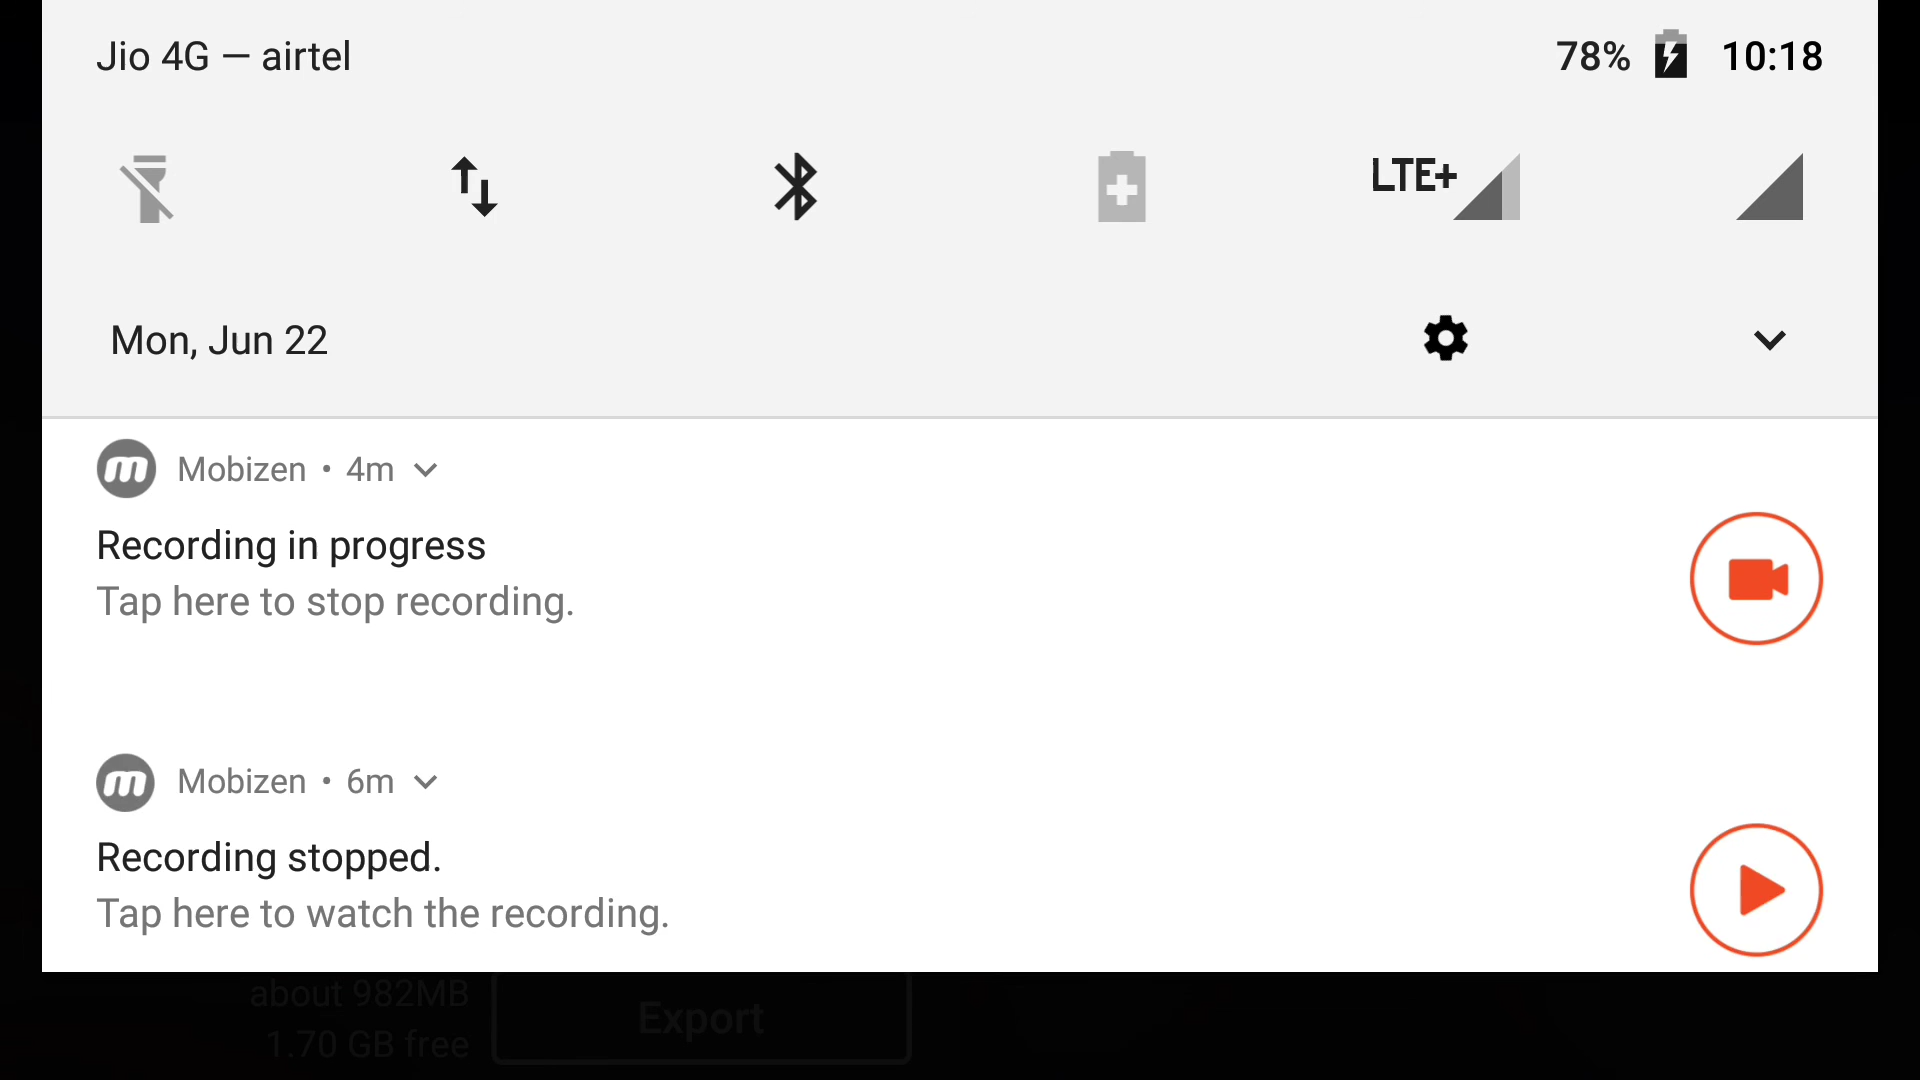 Jio 4G — airtel
78% 10:18
LTE+
Mon, Jun 22
Mobizen • 4m
Recording in progress
Tap here to stop recording.
Mobizen • 6m
Recording stopped.
Tap here to watch the recording.
about 982MB
Export
1.70 GB free